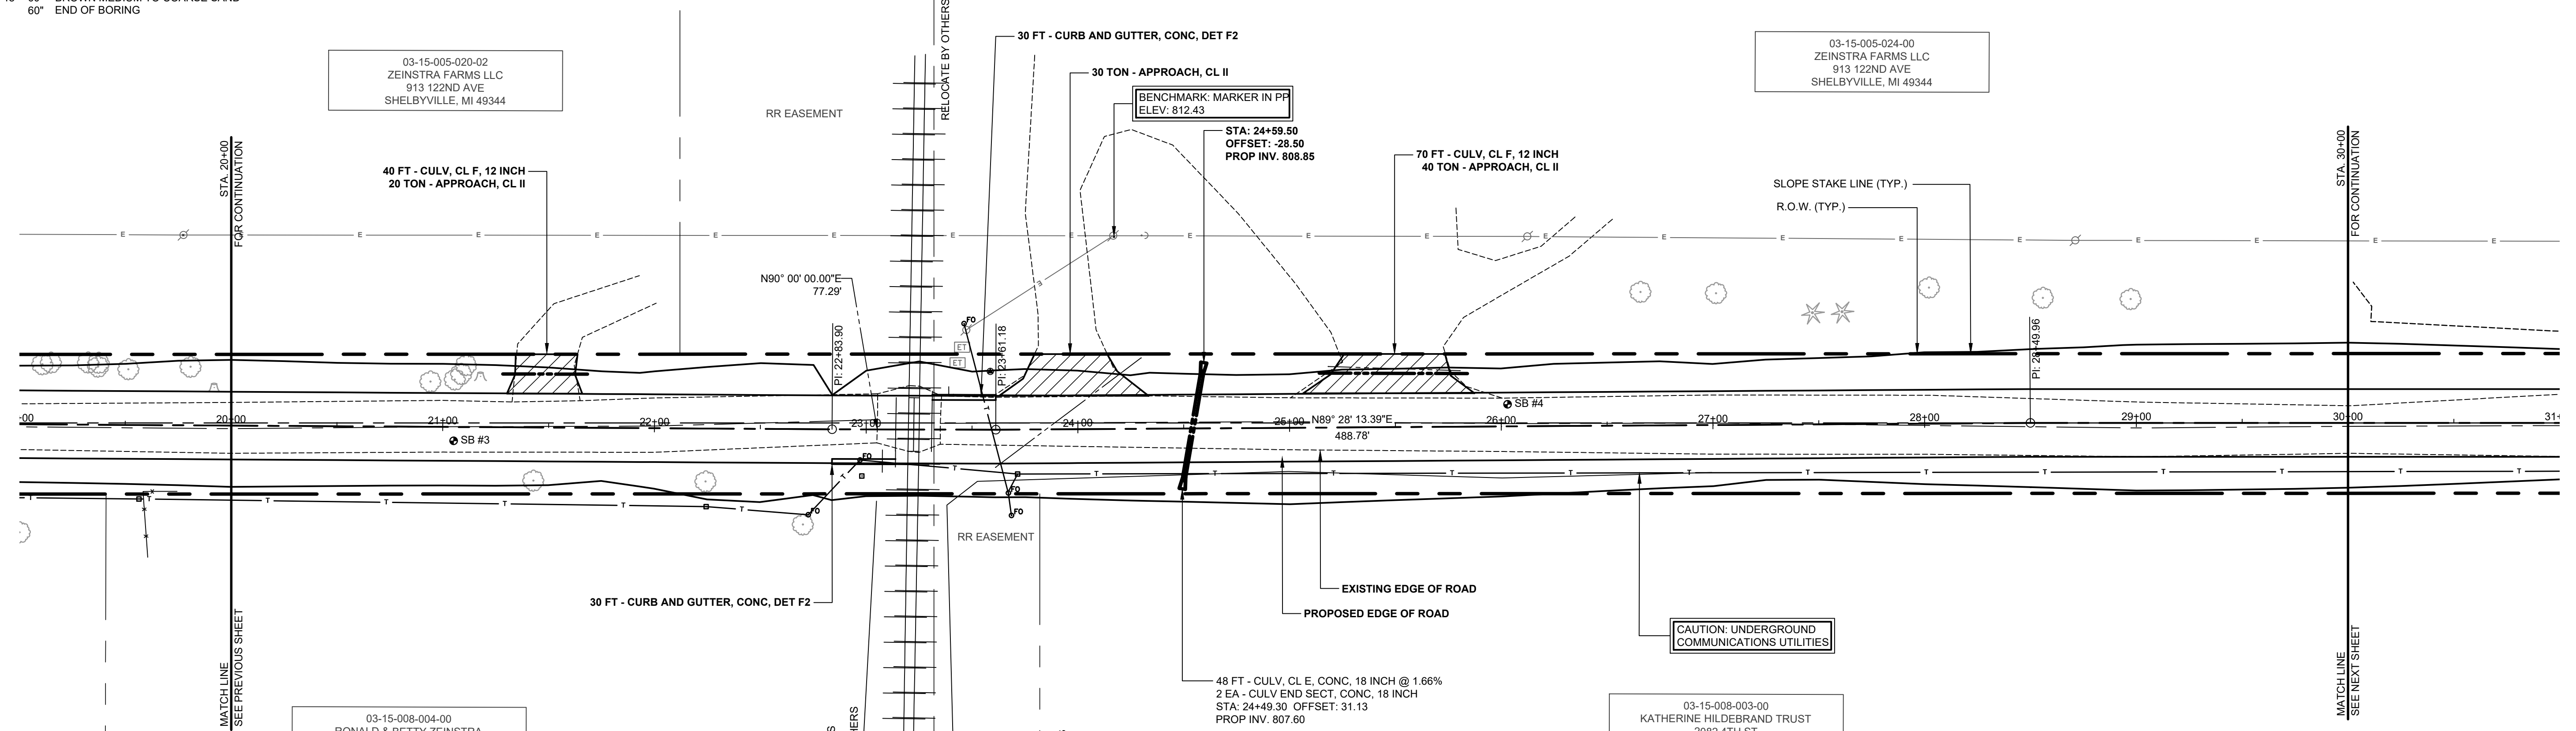 60" END OF BORING
03-15-005-020-02
ZEINSTRA FARMS LLC
913 122ND AVE
SHELBYVILLE, MI 49344
RR EASEMENT
RELOCATE BY OTHERS
30 FT - CURB AND GUTTER, CONC, DET F2
30 TON - APPROACH, CL II
BENCHMARK: MARKER IN PP
ELEV: 812.43
STA: 24+59.50
OFFSET: -28.50
PROP INV. 808.85
03-15-005-024-00
ZEINSTRA FARMS LLC
913 122ND AVE
SHELBYVILLE, MI 49344
STA. 20+00
FOR CONTINUATION
40 FT - CULV, CL F, 12 INCH
20 TON - APPROACH, CL II
70 FT - CULV, CL F, 12 INCH
40 TON - APPROACH, CL II
SLOPE STAKE LINE (TYP.)
R.O.W. (TYP.)
STA. 30+00
FOR CONTINUATION
E E E E E E E E E E E E E E E E E E E E E
E
N90° 00' 00.00"E
77.29'
PI: 22+83.90
PI: 23+61.18
PI: 28+49.96
FO
ET
ET
T
-00
20+00
21+00
22+00
23+00
24+00
25+00
26+00
27+00
28+00
29+00
30+00
31+
N89° 28' 13.39"E
488.78'
SB #3
SB #4
FO
FO
FO
FO
T T T T T T T T T T T T T T T T T T T
30 FT - CURB AND GUTTER, CONC, DET F2
RR EASEMENT
EXISTING EDGE OF ROAD
PROPOSED EDGE OF ROAD
CAUTION: UNDERGROUND
COMMUNICATIONS UTILITIES
48 FT - CULV, CL E, CONC, 18 INCH @ 1.66%
2 EA - CULV END SECT, CONC, 18 INCH
STA: 24+49.30 OFFSET: 31.13
PROP INV. 807.60
MATCH LINE
SEE PREVIOUS SHEET
MATCH LINE
SEE NEXT SHEET
03-15-008-004-00
RONALD & BETTY ZEINSTRA
03-15-008-003-00
KATHERINE HILDEBRAND TRUST